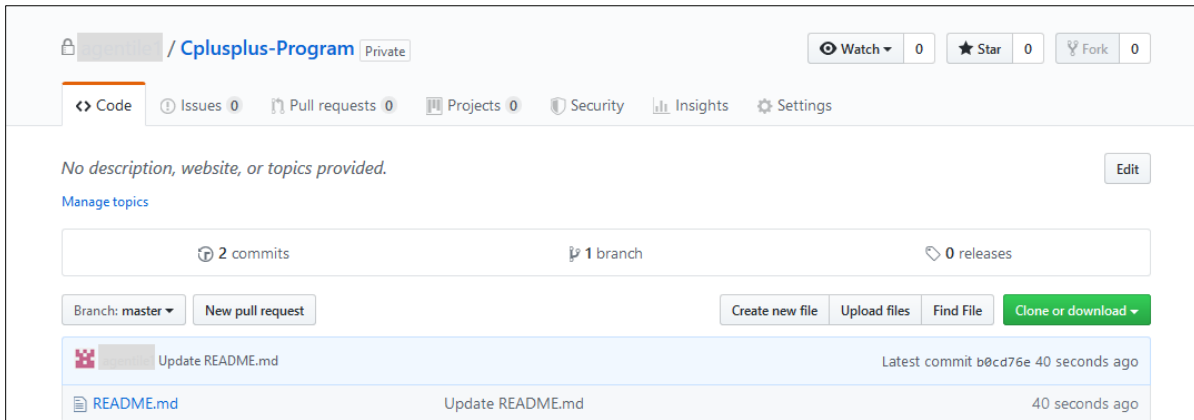 / Cplusplus-Program Private Watch 0 Star 0 Fork 0
Code Issues 0 Pull requests 0 Projects 0 Security Insights Settings
No description, website, or topics provided. Edit
Manage topics
2 commits 1 branch 0 releases
Branch: master New pull request Create new file Upload files Find File Clone or download
Update README.md Latest commit b0cd76e 40 seconds ago
README.md Update README.md 40 seconds ago